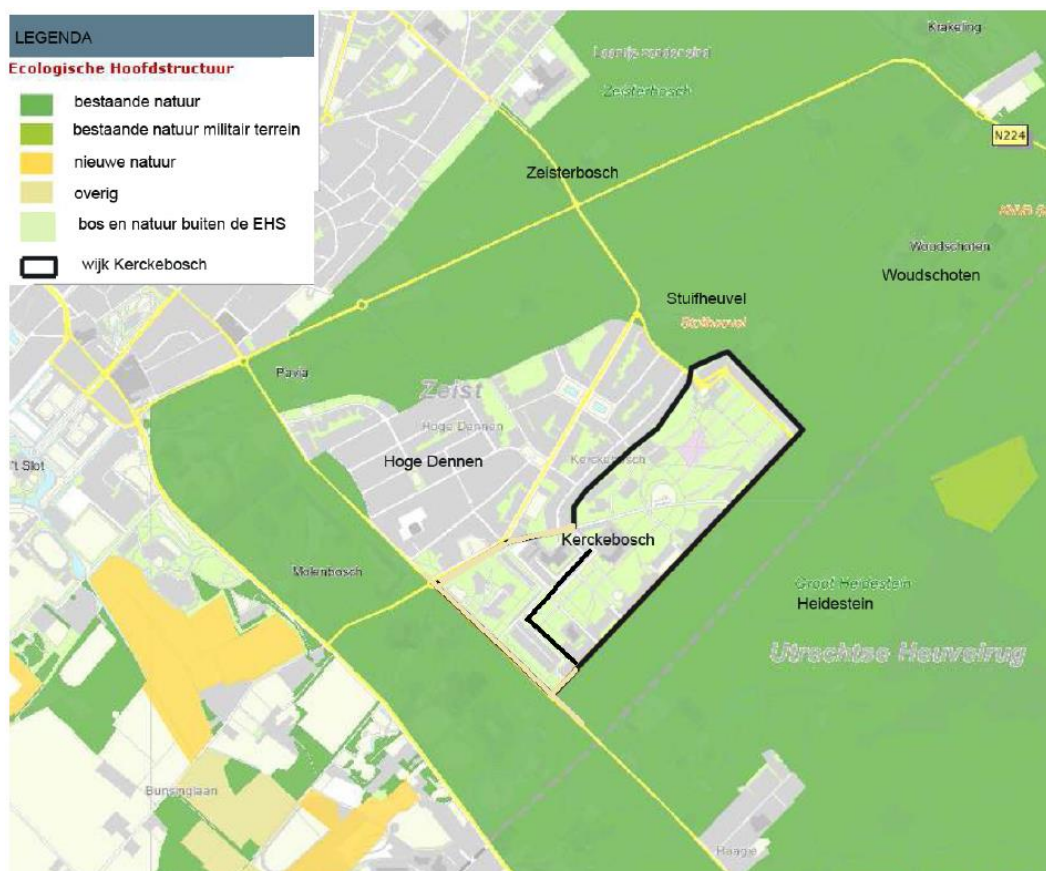 LEGENDA
Ecologische Hoofdstructuur
bestaande natuur
bestaande natuur militair terrein
nieuwe natuur
overig
bos en natuur buiten de EHS
wijk Kerckebosch
Krakeling
Zeisterbosch
N224
Zeisterbosch
Woudschoten
Woudschoten
Stuifheuvel
Stuifheuvel
Pavia
Zeist
Hoge Dennen
Hoge Dennen
Kerckebosch
't Slot
Kerckebosch
Molenbosch
Groot Heidestein
Heidestein
Utrechtse Heuvelrug
Bunsinglaan